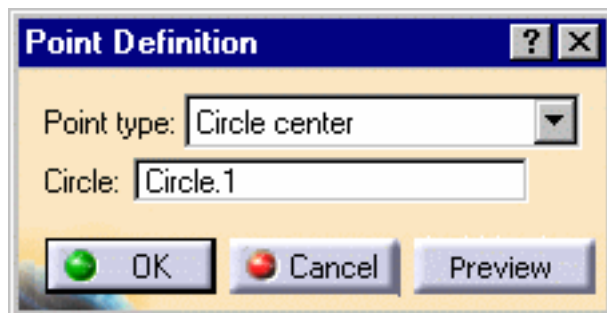 Point Definition ? X
Point type: Circle center
Circle: Circle.1
OK Cancel Preview